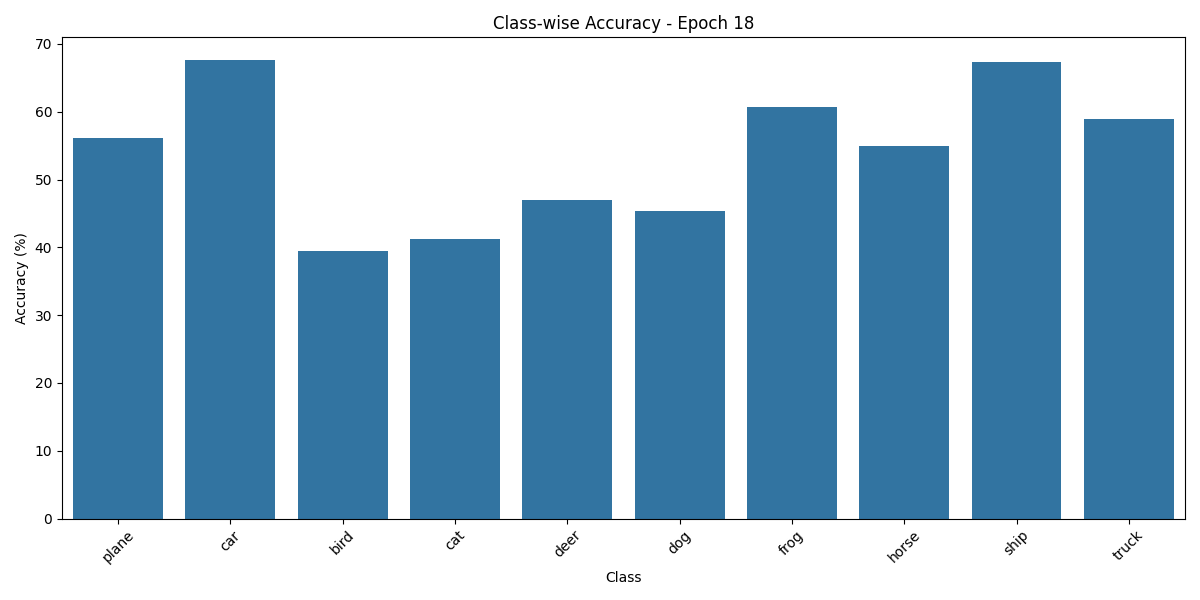 Class-wise Accuracy - Epoch 18
Accuracy (%)
70
60
50
40
30
20
10
0
plane
car
bird
cat
deer
dog
frog
horse
ship
truck
Class